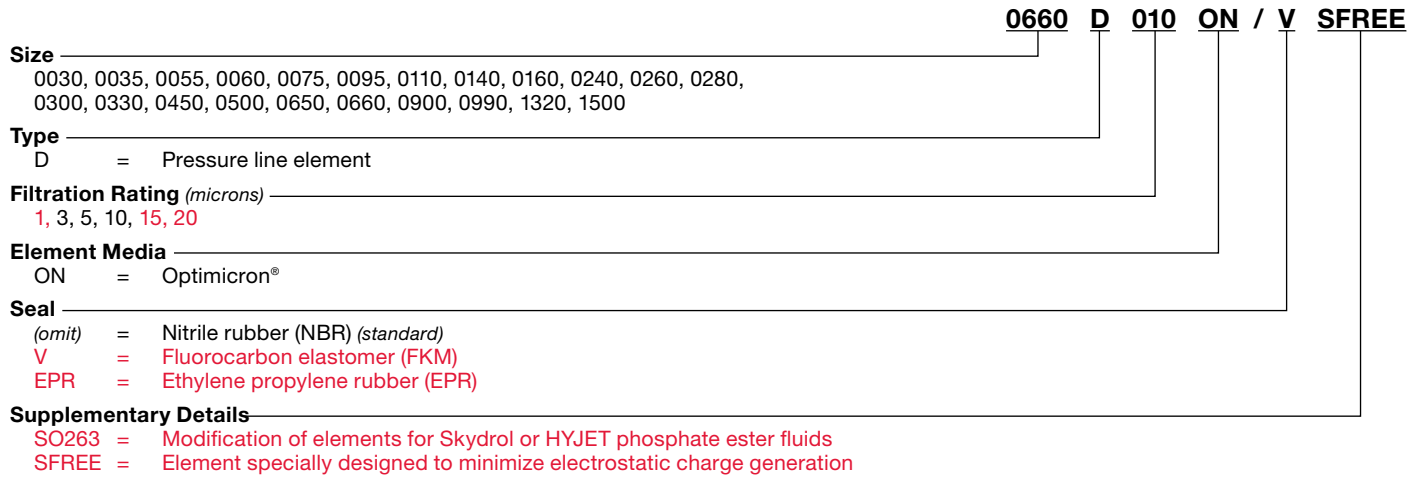 0660 D 010 ON / V SFREE
Size
0030, 0035, 0055, 0060, 0075, 0095, 0110, 0140, 0160, 0240, 0260, 0280,
0300, 0330, 0450, 0500, 0650, 0660, 0900, 0990, 1320, 1500
Type
D = Pressure line element
Filtration Rating (microns)
1, 3, 5, 10, 15, 20
Element Media
ON = Optimicron®
Seal
(omit) = Nitrile rubber (NBR) (standard)
V = Fluorocarbon elastomer (FKM)
EPR = Ethylene propylene rubber (EPR)
Supplementary Details
SO263 = Modification of elements for Skydrol or HYJET phosphate ester fluids
SFREE = Element specially designed to minimize electrostatic charge generation